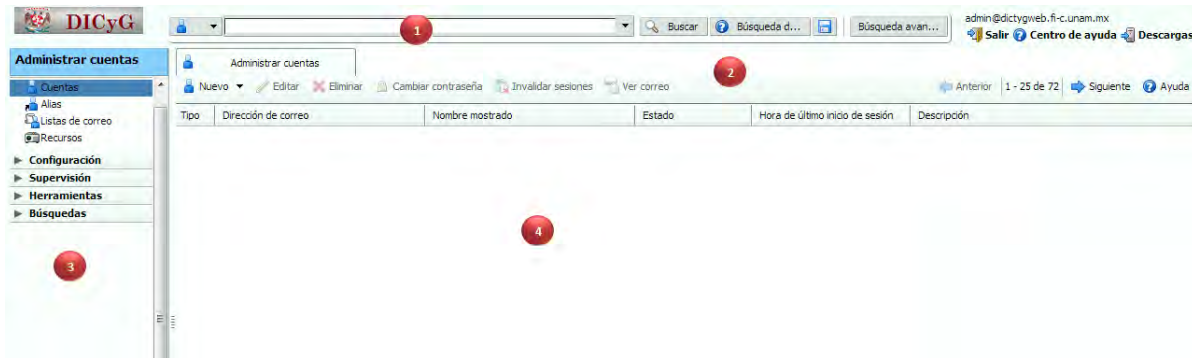 DICyG
1
Buscar
Búsqueda d...
Búsqueda avan...
admin@dictygweb.fi-c.unam.mx
Salir
Centro de ayuda
Descargas
Administrar cuentas
Administrar cuentas
2
Cuentas
Alias
Listas de correo
Recursos
Configuración
Supervisión
Herramientas
Búsquedas
3
Nuevo
Editar
Eliminar
Cambiar contraseña
Invalidar sesiones
Ver correo
Anterior
1 - 25 de 72
Siguiente
Ayuda
Tipo
Dirección de correo
Nombre mostrado
Estado
Hora de último inicio de sesión
Descripción
4